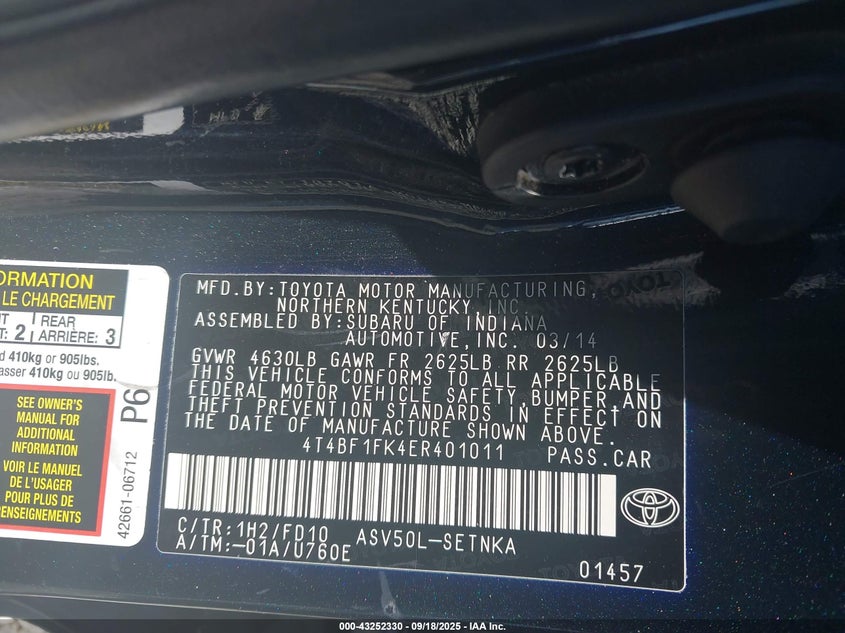 MFD.BY:TOYOTA MOTOR MANUFACTURING,
NORTHERN KENTUCKY,INC.
ASSEMBLED BY:SUBARU OF INDIANA
AUTOMOTIVE,INC. 03/14
GVWR 4630LB GAWR FR 2625LB RR 2625LB
THIS VEHICLE CONFORMS TO ALL APPLICABLE
FEDERAL MOTOR VEHICLE SAFETY,BUMPER,AND
THEFT PREVENTION STANDARDS IN EFFECT ON
THE DATE OF MANUFACTURE SHOWN ABOVE.
4T4BF1FK4ER401011 PASS.CAR
C/TR:1H2/FD10 ASV50L-SETNKA
A/TM:-01A/U760E
01457
LE CHARGEMENT
2 REAR
ARRIÈRE: 3
410kg or 905lbs.
410kg ou 905lbs.
SEE OWNER'S
MANUAL FOR
ADDITIONAL
INFORMATION
VOIR LE MANUEL
DE L'USAGER
POUR PLUS DE
RENSEIGNEMENTS
P6
42661-06712
000-43252330 - 09/18/2025 - IAA Inc.